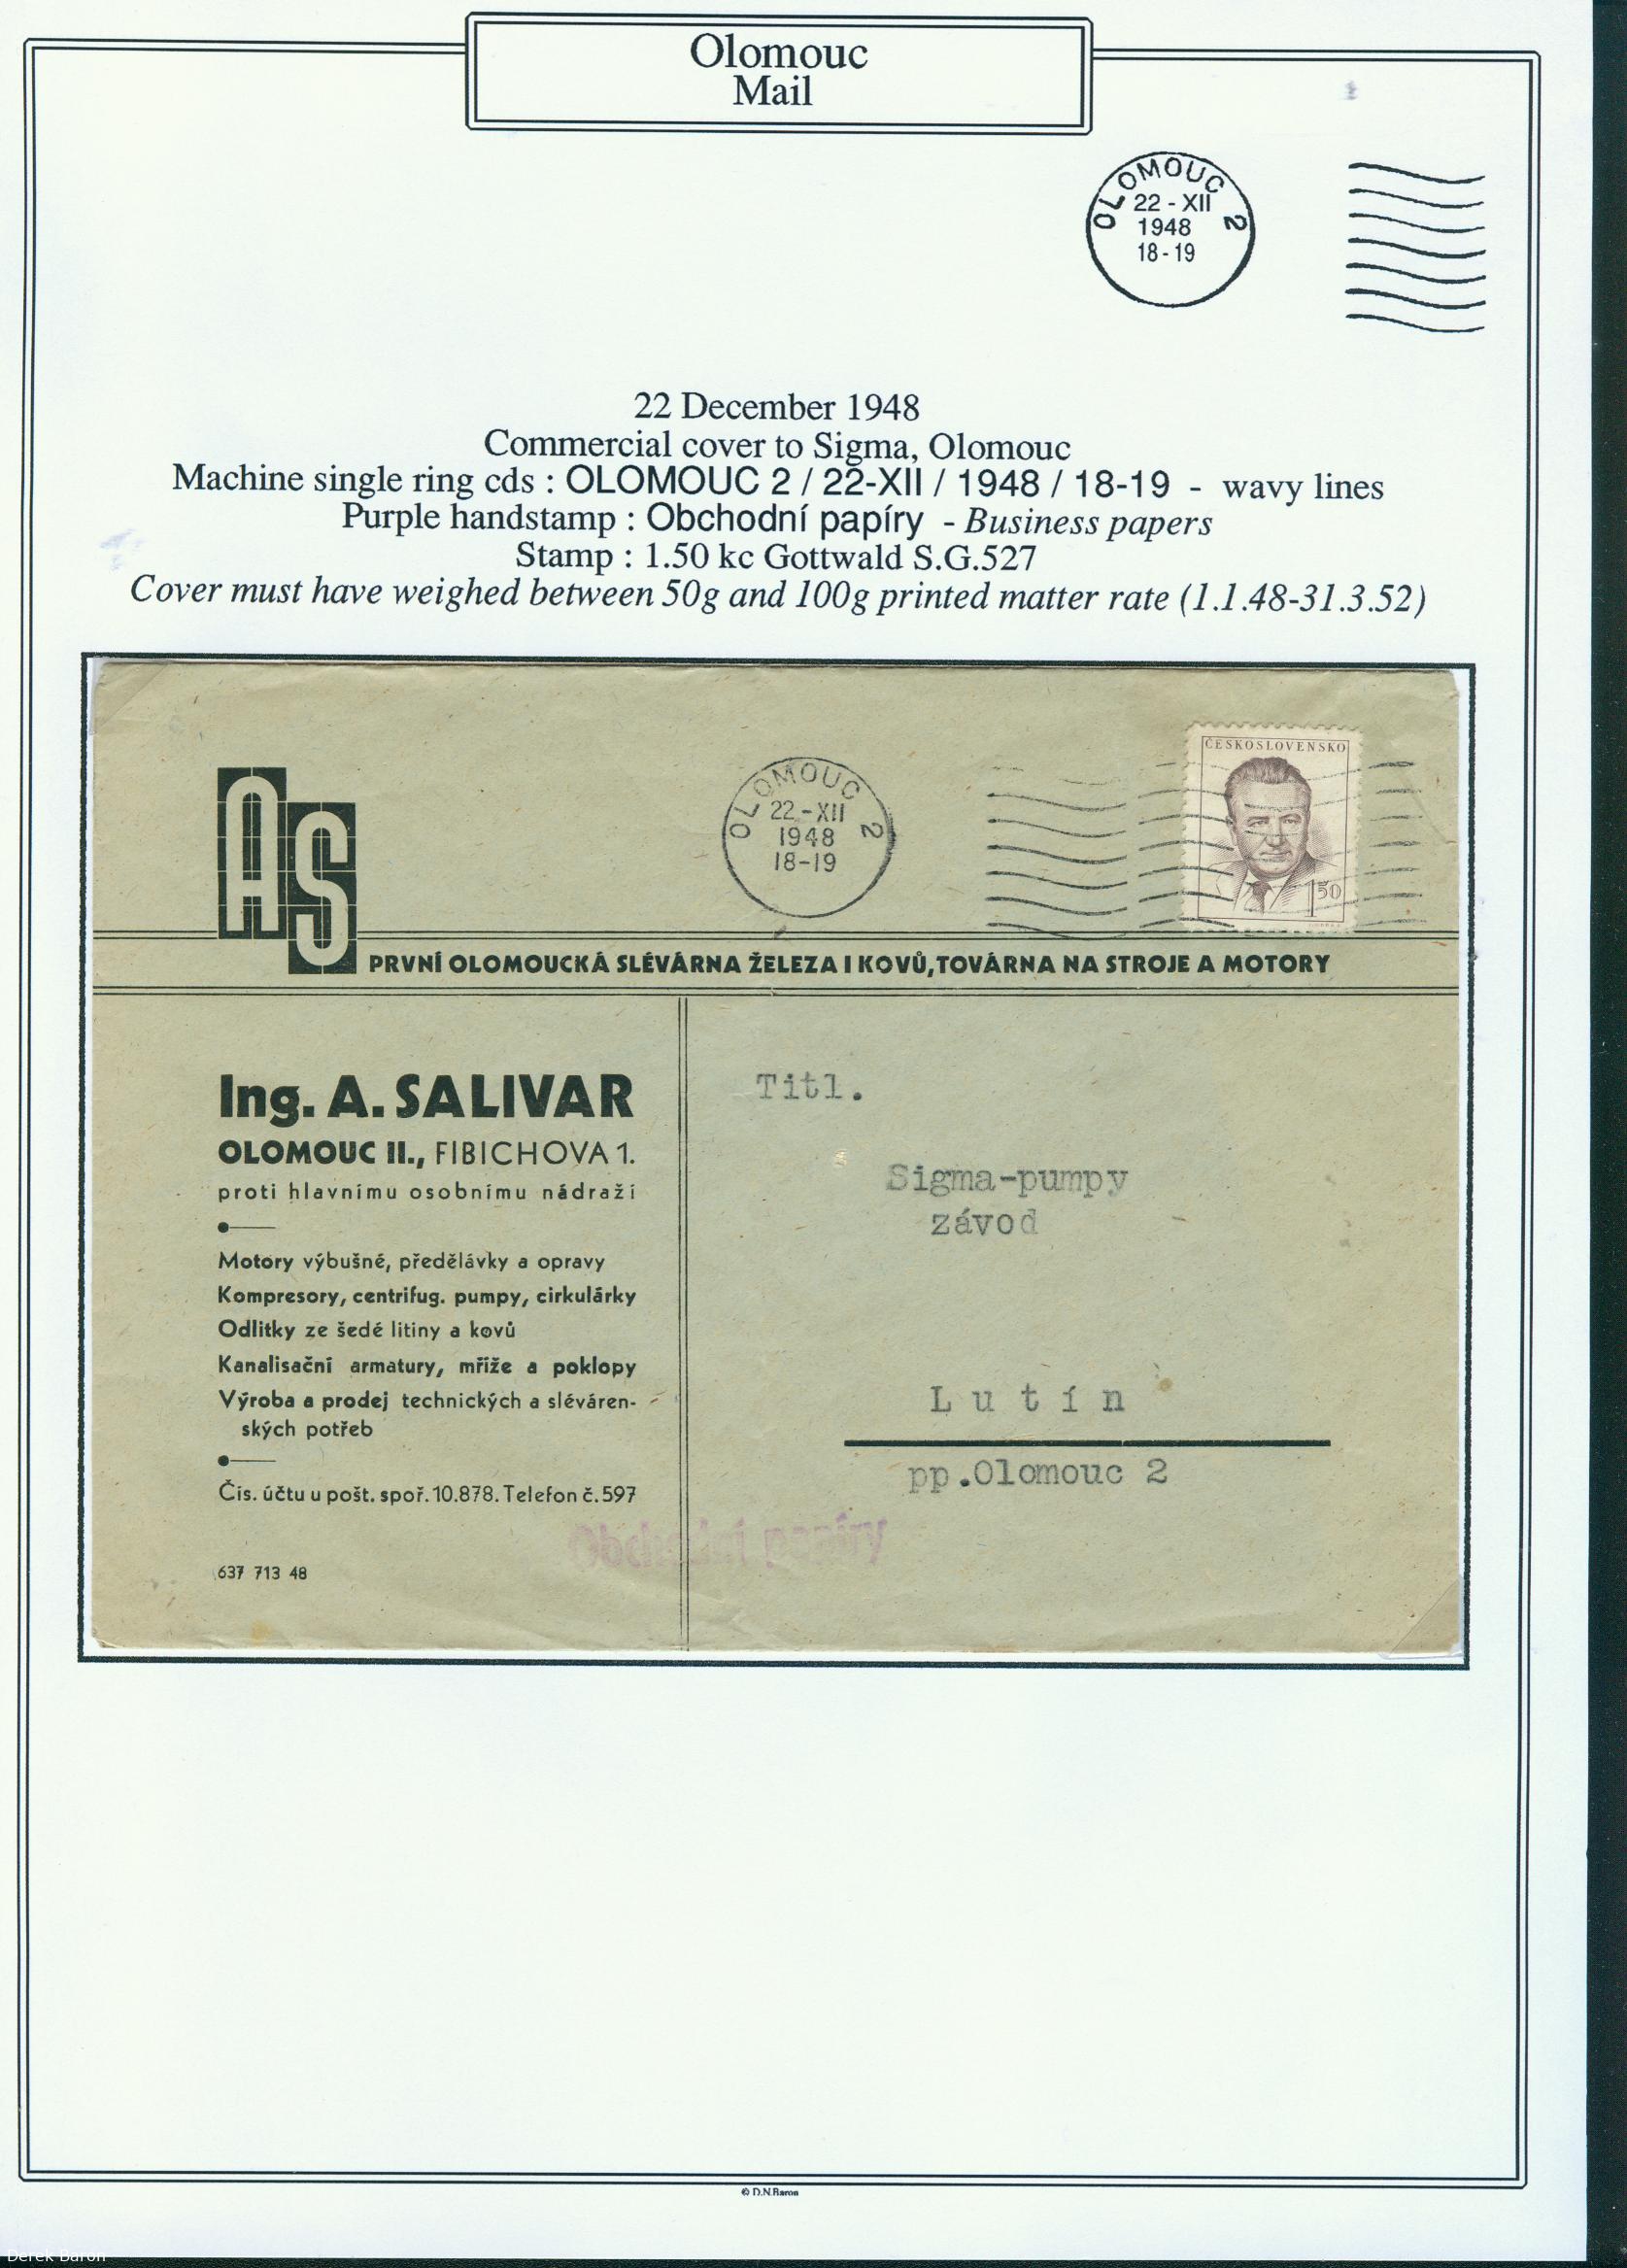 Olomouc
Mail
OLOMOUC 2
22 - XII
1948
18 - 19
22 December 1948
Commercial cover to Sigma, Olomouc
Machine single ring cds : OLOMOUC 2 / 22-XII / 1948 / 18-19 - wavy lines
Purple handstamp : Obchodní papíry - Business papers
Stamp : 1.50 kc Gottwald S.G.527
Cover must have weighed between 50g and 100g printed matter rate (1.1.48-31.3.52)
ČESKOSLOVENSKO
1 50
OLOMOUC 2
22 -XII
1948
18-19
AS
PRVNÍ OLOMOUCKÁ SLÉVÁRNA ŽELEZA I KOVŮ, TOVÁRNA NA STROJE A MOTORY
Ing. A. SALIVAR
OLOMOUC II., FIBICHOVA 1.
proti hlavnímu osobnímu nádraží
Motory výbušné, předělávky a opravy
Kompresory, centrifug. pumpy, cirkulárky
Odlitky ze šedé litiny a kovů
Kanalisační armatury, mříže a poklopy
Výroba a prodej technických a sléváren-
ských potřeb
Čís. účtu u pošt. spoř. 10.878. Telefon č. 597
637 713 48
Titl.
Sigma-pumpy
závod
Lutín
pp.Olomouc 2
Obchodní papíry
© D.N.Baron
Derek Baron